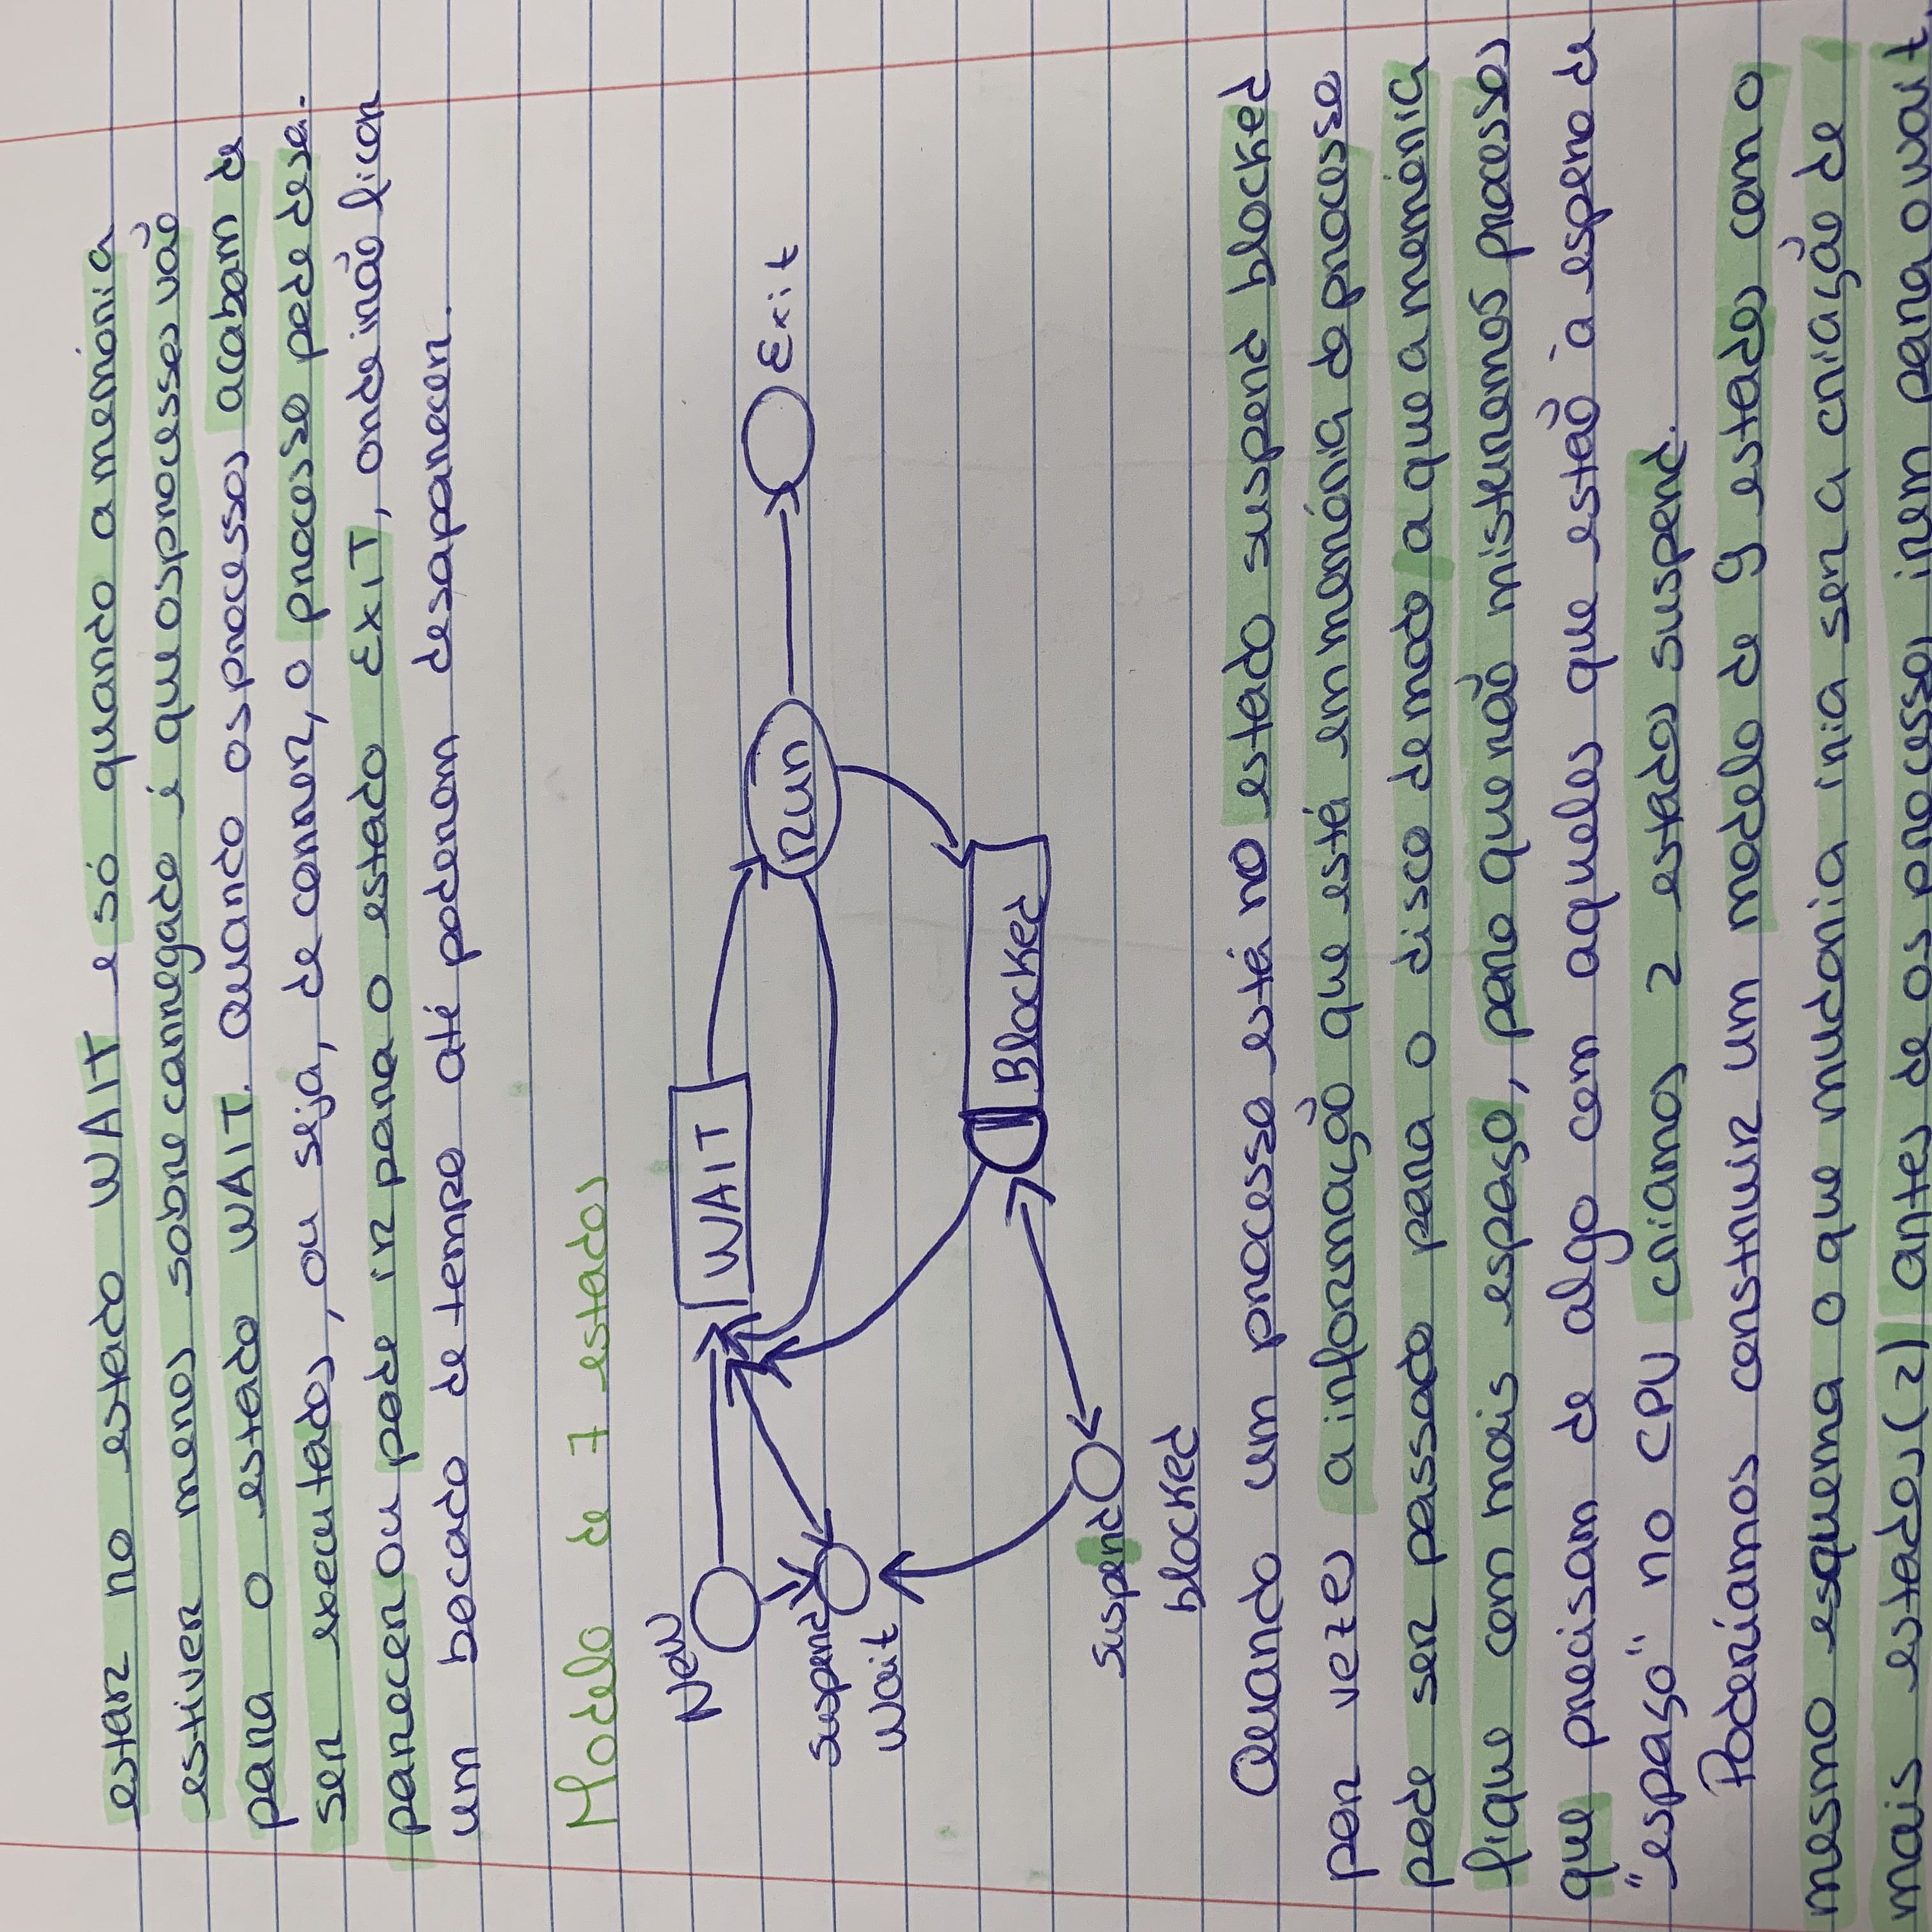 estar no estado WAIT e só quando a memória
estiver menos sobrecarregado é que os processos vão
para o estado WAIT. Quando os processos acabam de
ser executados, ou seja, de correr, o processo pode desa-
parecer ou pode ir para o estado EXIT, onde irão ficar
um bocado de tempo até poderem desaparecer.
Modelo de 7 estados
New
WAIT
Run
Exit
Suspend
Wait
Blocked
Suspend
blocked
Quando um processo está no estado suspend blocked
por vezes a informação que está em memória do processo
pode ser passado para o disco de modo a que a memória
fique com mais espaço, para que não misturemos processos
que precisam de algo com aqueles que estão à espera de
"espaço" no CPU criamos 2 estados suspend.
Poderíamos construir um modelo de 9 estados com o
mesmo esquema o que mudaria iria ser a criação de
mais estados (2) antes de os processos irem para o wait